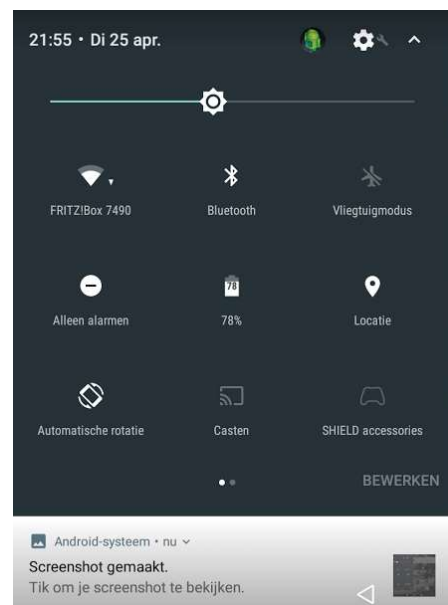 21:55 • Di 25 apr.
FRITZ!Box 7490
Bluetooth
Vliegtuigmodus
78
Alleen alarmen
78%
Locatie
Automatische rotatie
Casten
SHIELD accessories
BEWERKEN
Android-systeem • nu
Screenshot gemaakt.
Tik om je screenshot te bekijken.